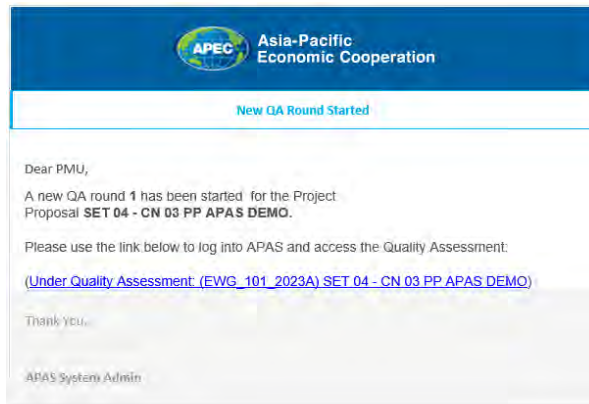 APEC
Asia-Pacific
Economic Cooperation
New QA Round Started
Dear PMU,
A new QA round 1 has been started for the Project
Proposal SET 04 - CN 03 PP APAS DEMO.
Please use the link below to log into APAS and access the Quality Assessment:
(Under Quality Assessment: (EWG_101_2023A) SET 04 - CN 03 PP APAS DEMO)
Thank You,
APAS System Admin